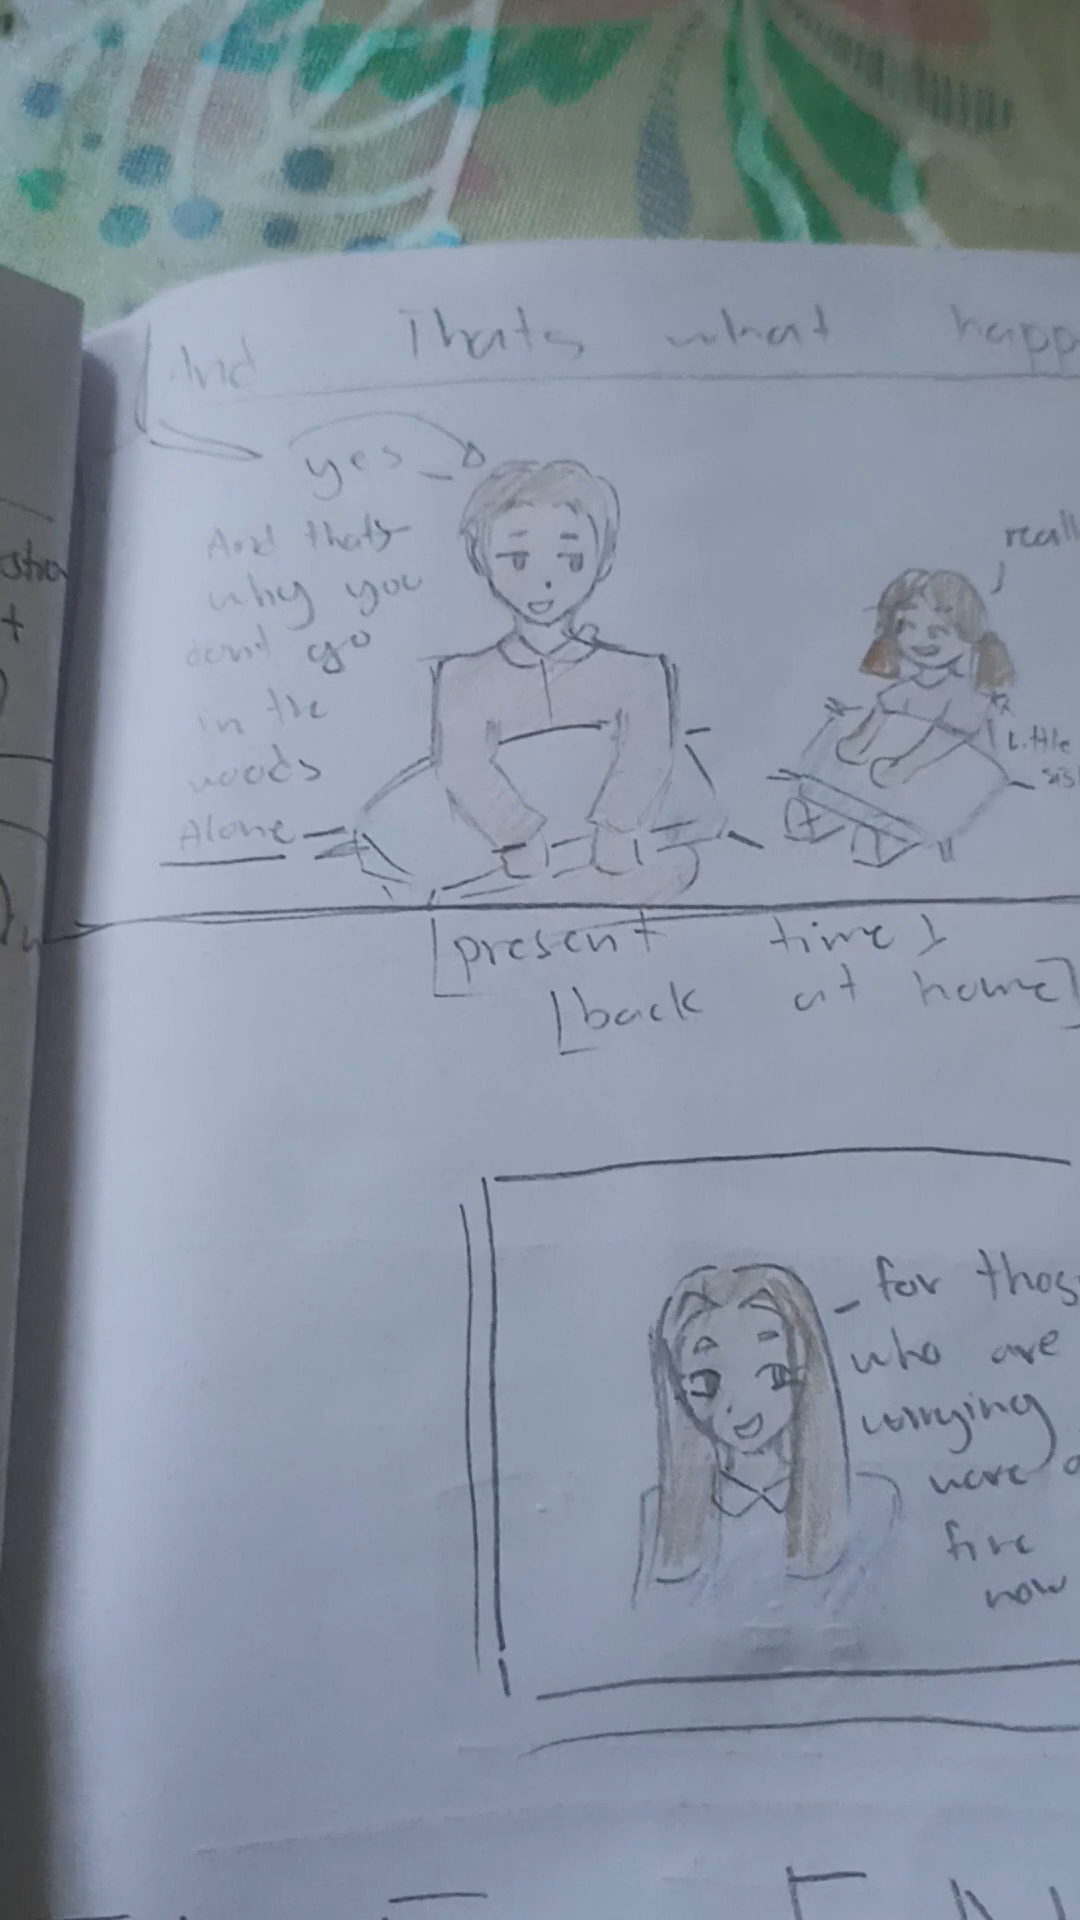 And Thats what happ
yes
really
And thats
why you
dont go
in the
woods
Alone
Little
sis
[present time]
[back at home]
for thos
who are
worrying
were
fine
now